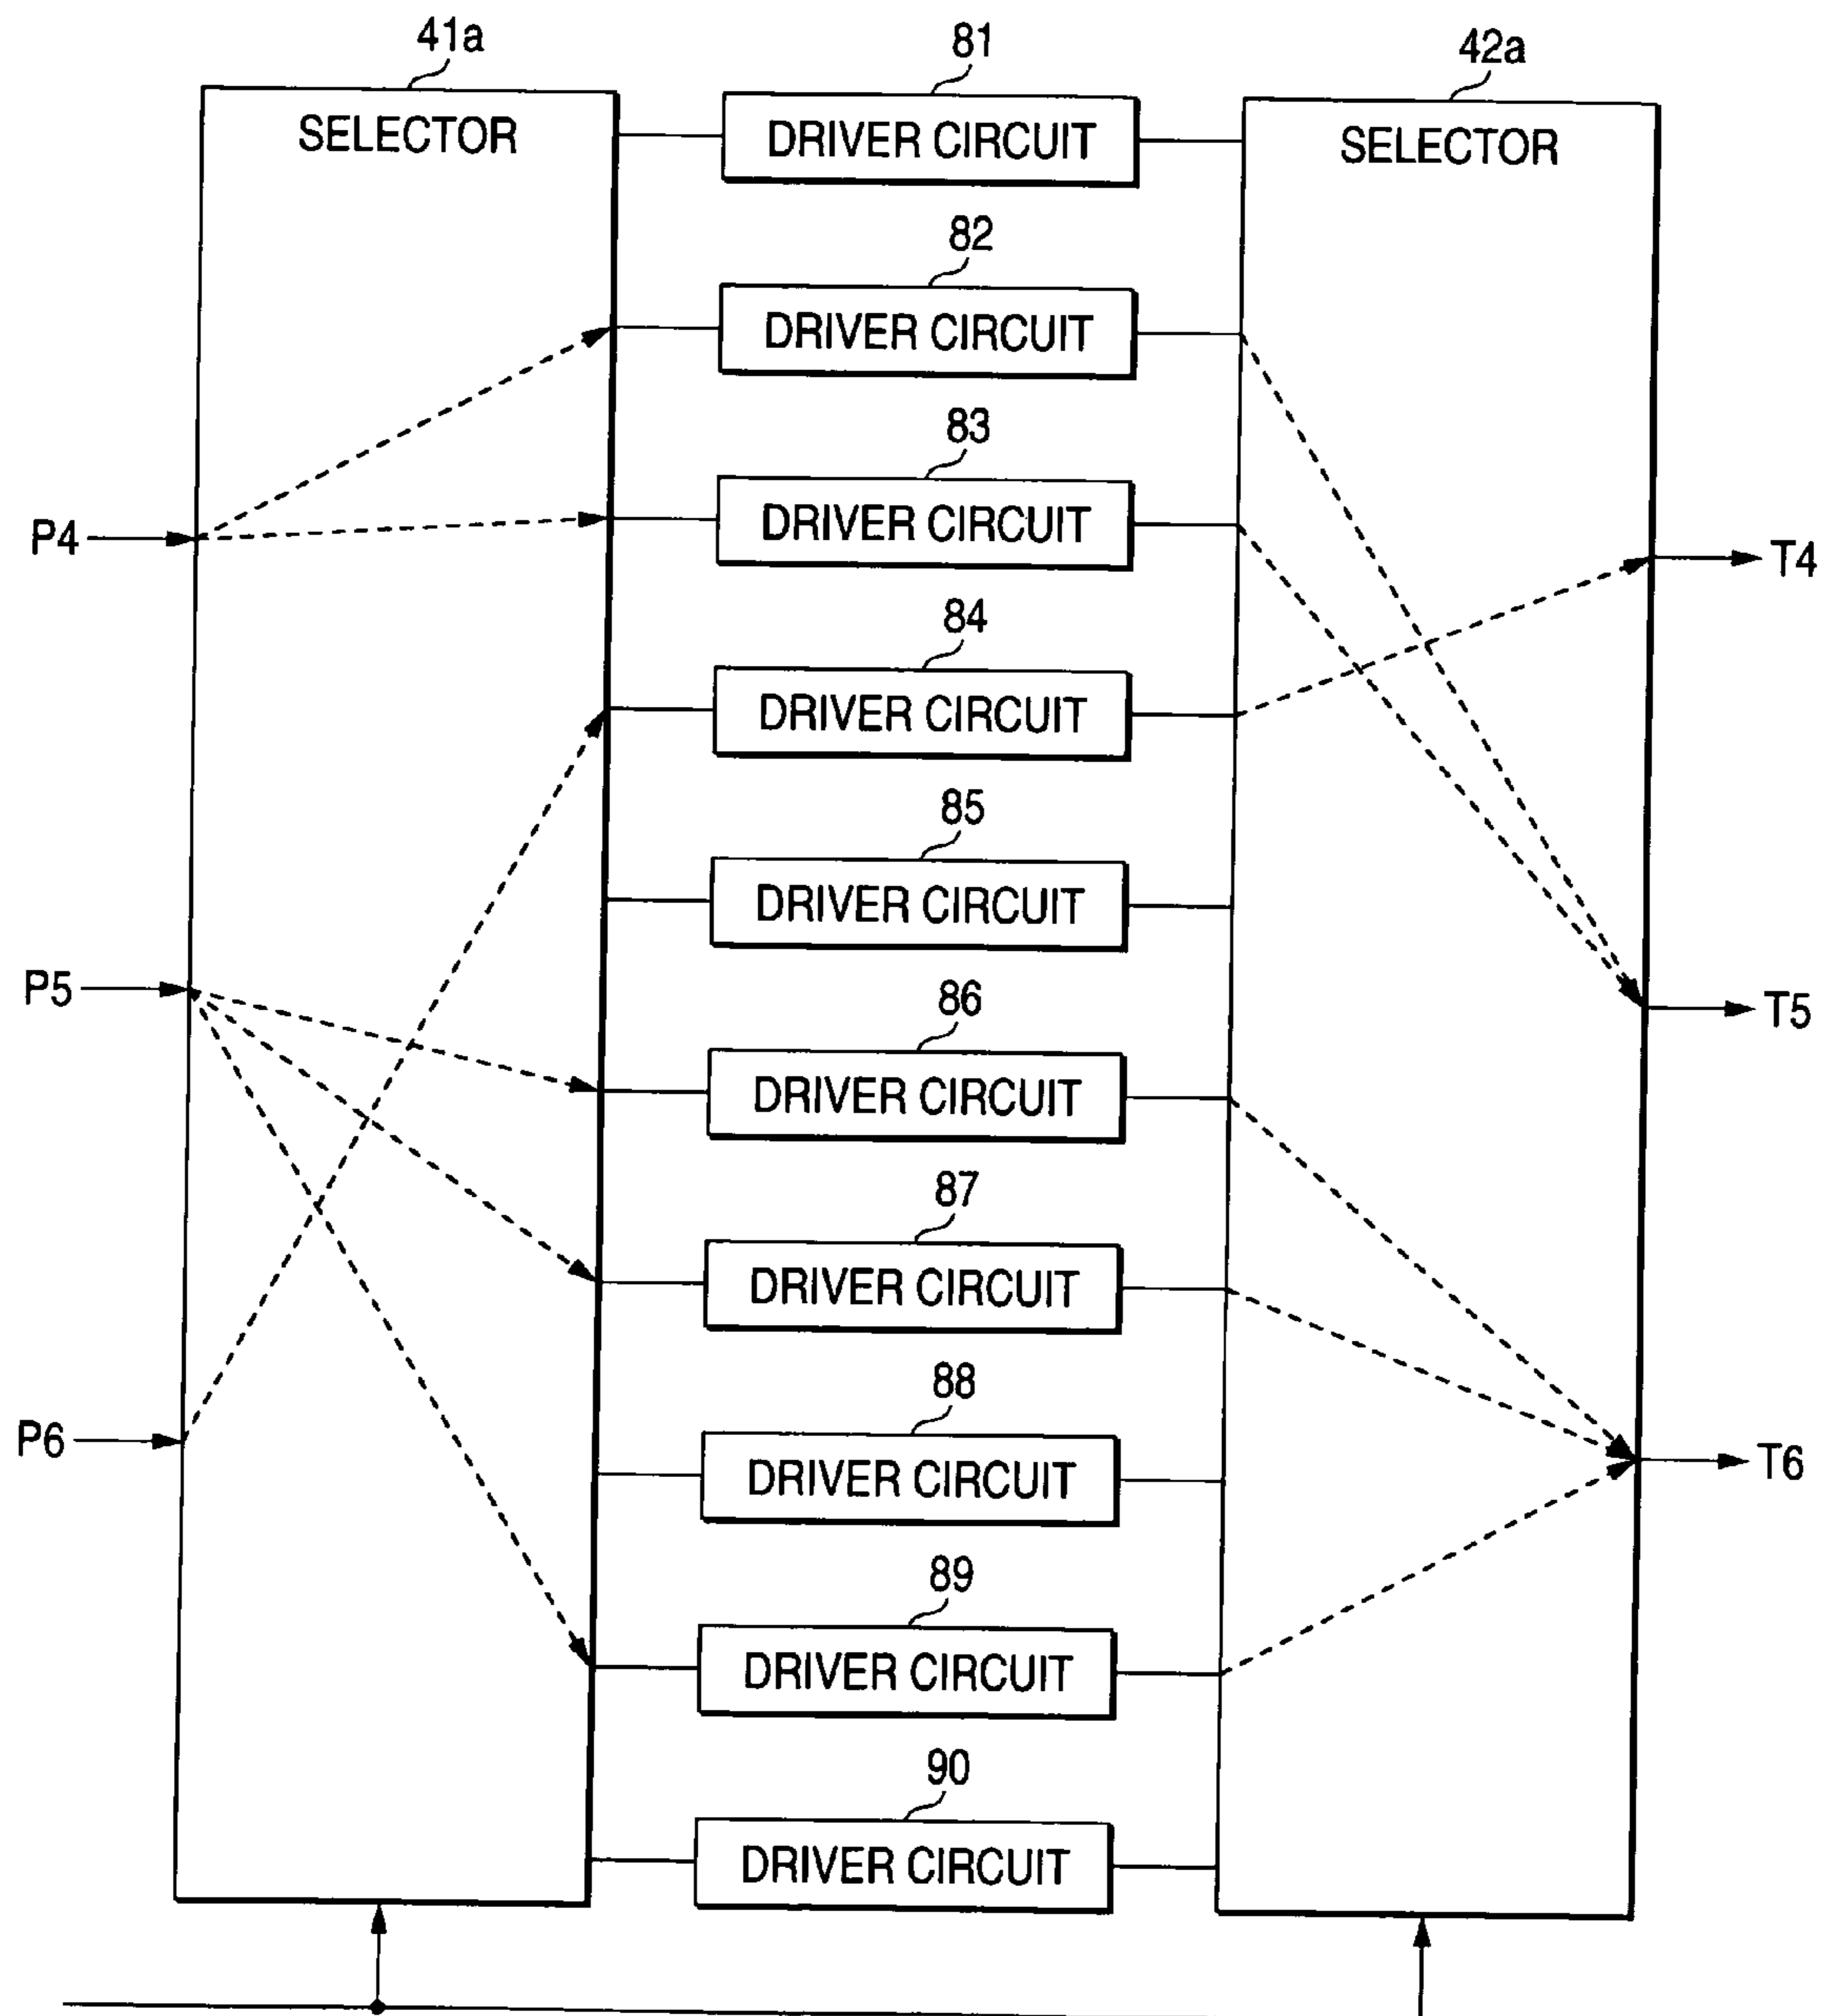 41a
81
42a
SELECTOR
DRIVER CIRCUIT
SELECTOR
82
DRIVER CIRCUIT
83
P4
DRIVER CIRCUIT
T4
84
DRIVER CIRCUIT
85
DRIVER CIRCUIT
P5
86
T5
DRIVER CIRCUIT
87
DRIVER CIRCUIT
P6
88
T6
DRIVER CIRCUIT
89
DRIVER CIRCUIT
90
DRIVER CIRCUIT